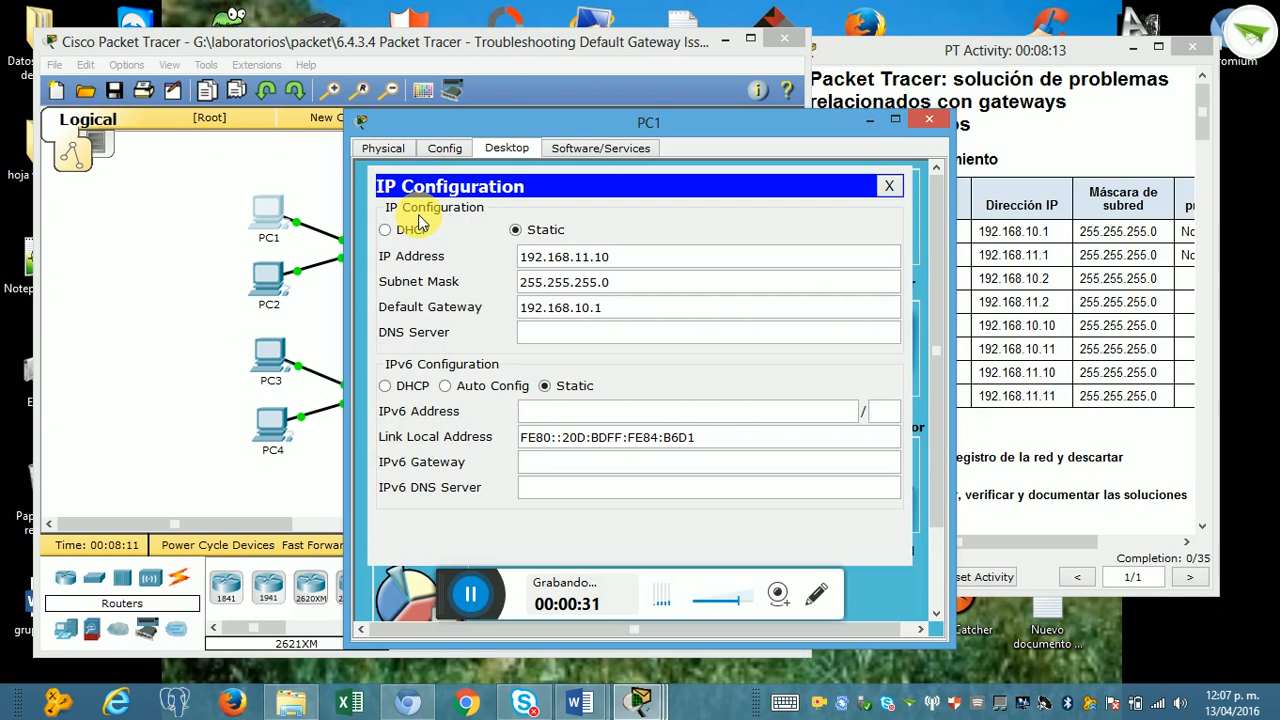 Datos
Cisco Packet Tracer - G:\laboratorios\packet\6.4.3.4 Packet Tracer - Troubleshooting Default Gateway Iss...
File Edit Options View Tools Extensions Help
Logical
[Root]
New C
PC1
PC2
PC3
PC4
Time: 00:08:11
Power Cycle Devices Fast Forwar
Routers
1841
1941
2620XM
2621XM
PC1
Physical
Config
Desktop
Software/Services
IP Configuration
X
IP Configuration
DHCP
Static
IP Address
192.168.11.10
Subnet Mask
255.255.255.0
Default Gateway
192.168.10.1
DNS Server
IPv6 Configuration
DHCP
Auto Config
Static
IPv6 Address
/
Link Local Address
FE80::20D:BDFF:FE84:B6D1
IPv6 Gateway
IPv6 DNS Server
Grabando...
00:00:31
PT Activity: 00:08:13
Packet Tracer: solución de problemas
relacionados con gateways
os
miento
Dirección IP
Máscara de
subred
192.168.10.1 255.255.255.0 No
192.168.11.1 255.255.255.0 No
192.168.10.2 255.255.255.0
192.168.11.2 255.255.255.0
192.168.10.10 255.255.255.0
192.168.10.11 255.255.255.0
192.168.11.10 255.255.255.0
192.168.11.11 255.255.255.0
egistro de la red y descartar
r, verificar y documentar las soluciones
Completion: 0/35
set Activity
<
1/1
>
hoja
Notep
Catcher
Nuevo
documento ...
12:07 p. m.
13/04/2016